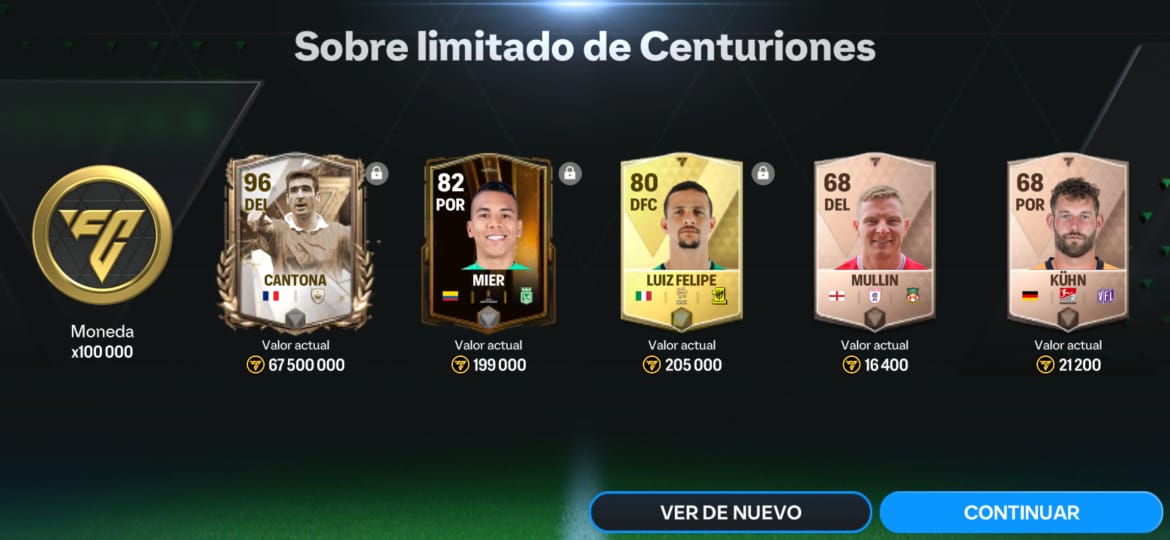 Sobre limitado de Centuriones
FC
Moneda
x100 000
96
DEL
CANTONA
Valor actual
67 500 000
82
POR
MIER
Valor actual
199 000
80
DFC
LUIZ FELIPE
Valor actual
205 000
68
DEL
MULLIN
Valor actual
16 400
68
POR
KÜHN
VFL
Valor actual
21 200
VER DE NUEVO
CONTINUAR